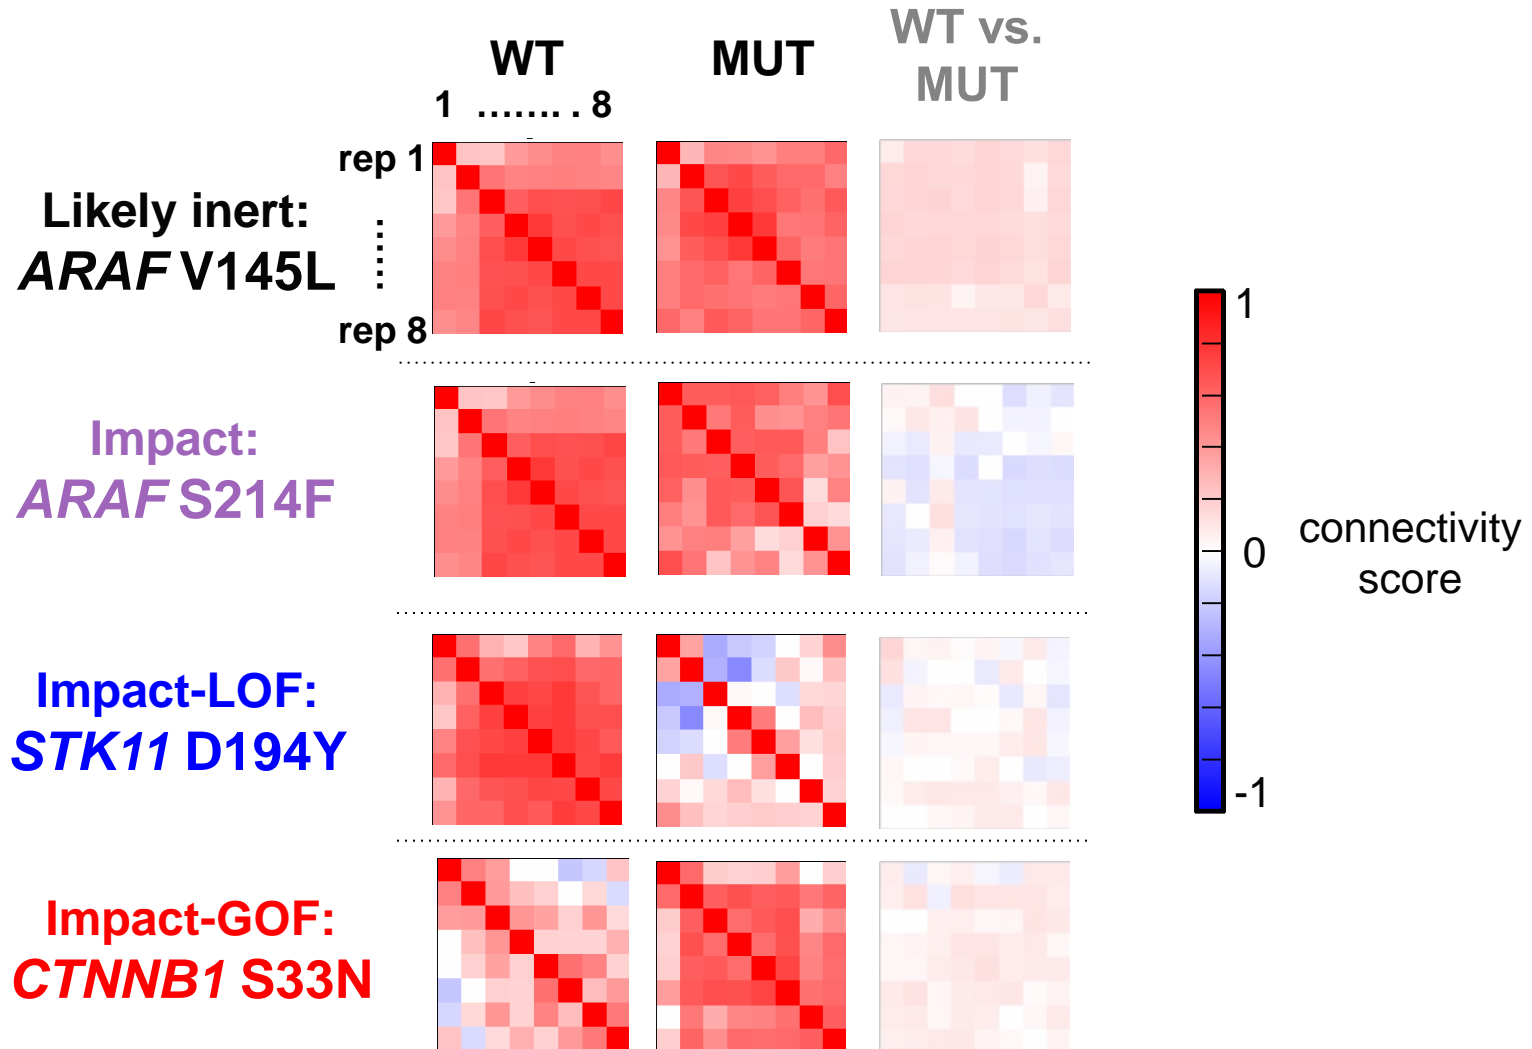 WT
MUT
WT vs.
MUT
1 ……. . 8
rep 1
rep 8
Likely inert:
ARAF V145L
Impact:
ARAF S214F
Impact-LOF:
STK11 D194Y
Impact-GOF:
CTNNB1 S33N
1
0
-1
connectivity
score